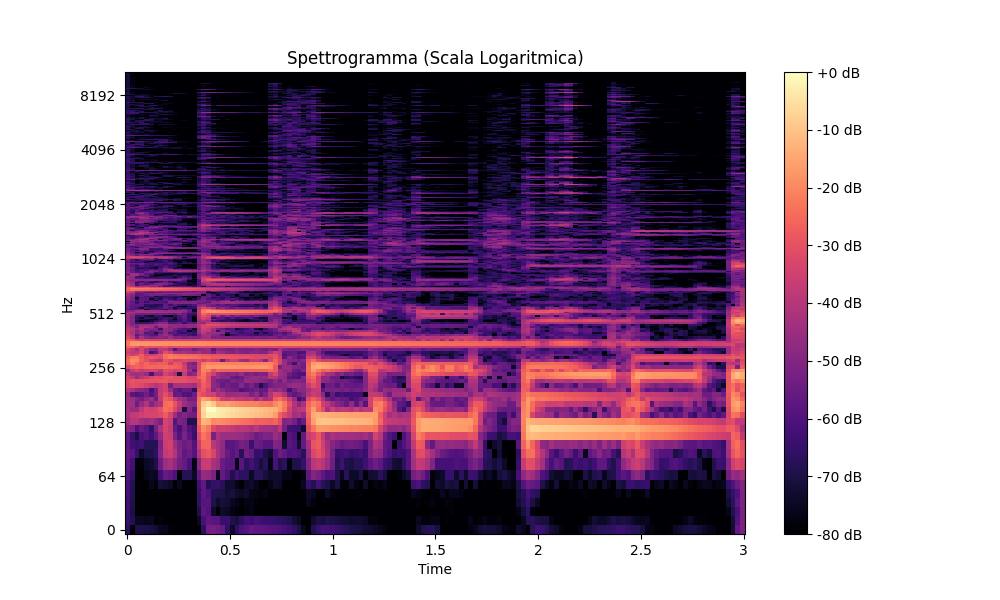 Spettrogramma (Scala Logaritmica)
Hz
8192
4096
2048
1024
512
256
128
64
0
0 0.5 1 1.5 2 2.5 3
Time
+0 dB
-10 dB
-20 dB
-30 dB
-40 dB
-50 dB
-60 dB
-70 dB
-80 dB